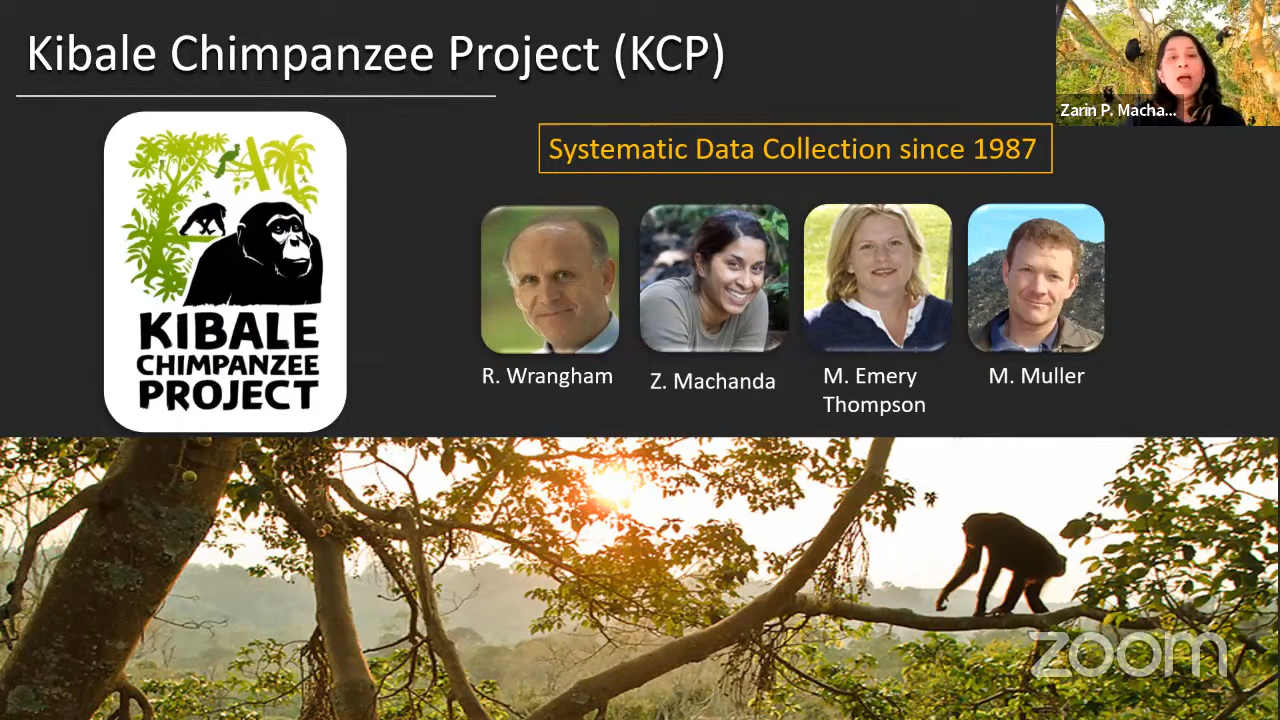 Kibale Chimpanzee Project (KCP)
Zarin P. Macha...
Systematic Data Collection since 1987
KIBALE
CHIMPANZEE
PROJECT
R. Wrangham
Z. Machanda
M. Emery
Thompson
M. Muller
zoom